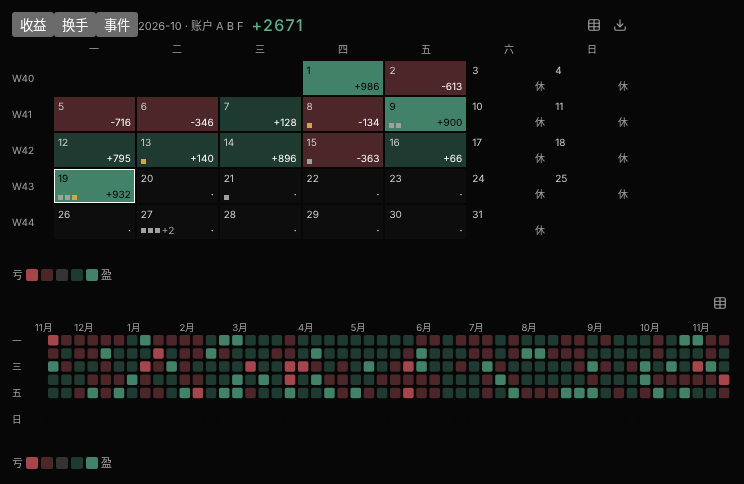 收益 换手 事件 2026-10 · 账户 A B F +2671
一 二 三 四 五 六 日
W40 1 +986 2 -613 3 休 4 休
W41 5 -716 6 -346 7 +128 8 -134 9 +900 10 休 11 休
W42 12 +795 13 +140 14 +896 15 -363 16 +66 17 休 18 休
W43 19 +932 20 · 21 · 22 · 23 · 24 休 25 休
W44 26 · 27 +2 · 28 · 29 · 30 · 31 休
亏 盈
11月 12月 1月 2月 3月 4月 5月 6月 7月 8月 9月 10月 11月
一
三
五
日
亏 盈